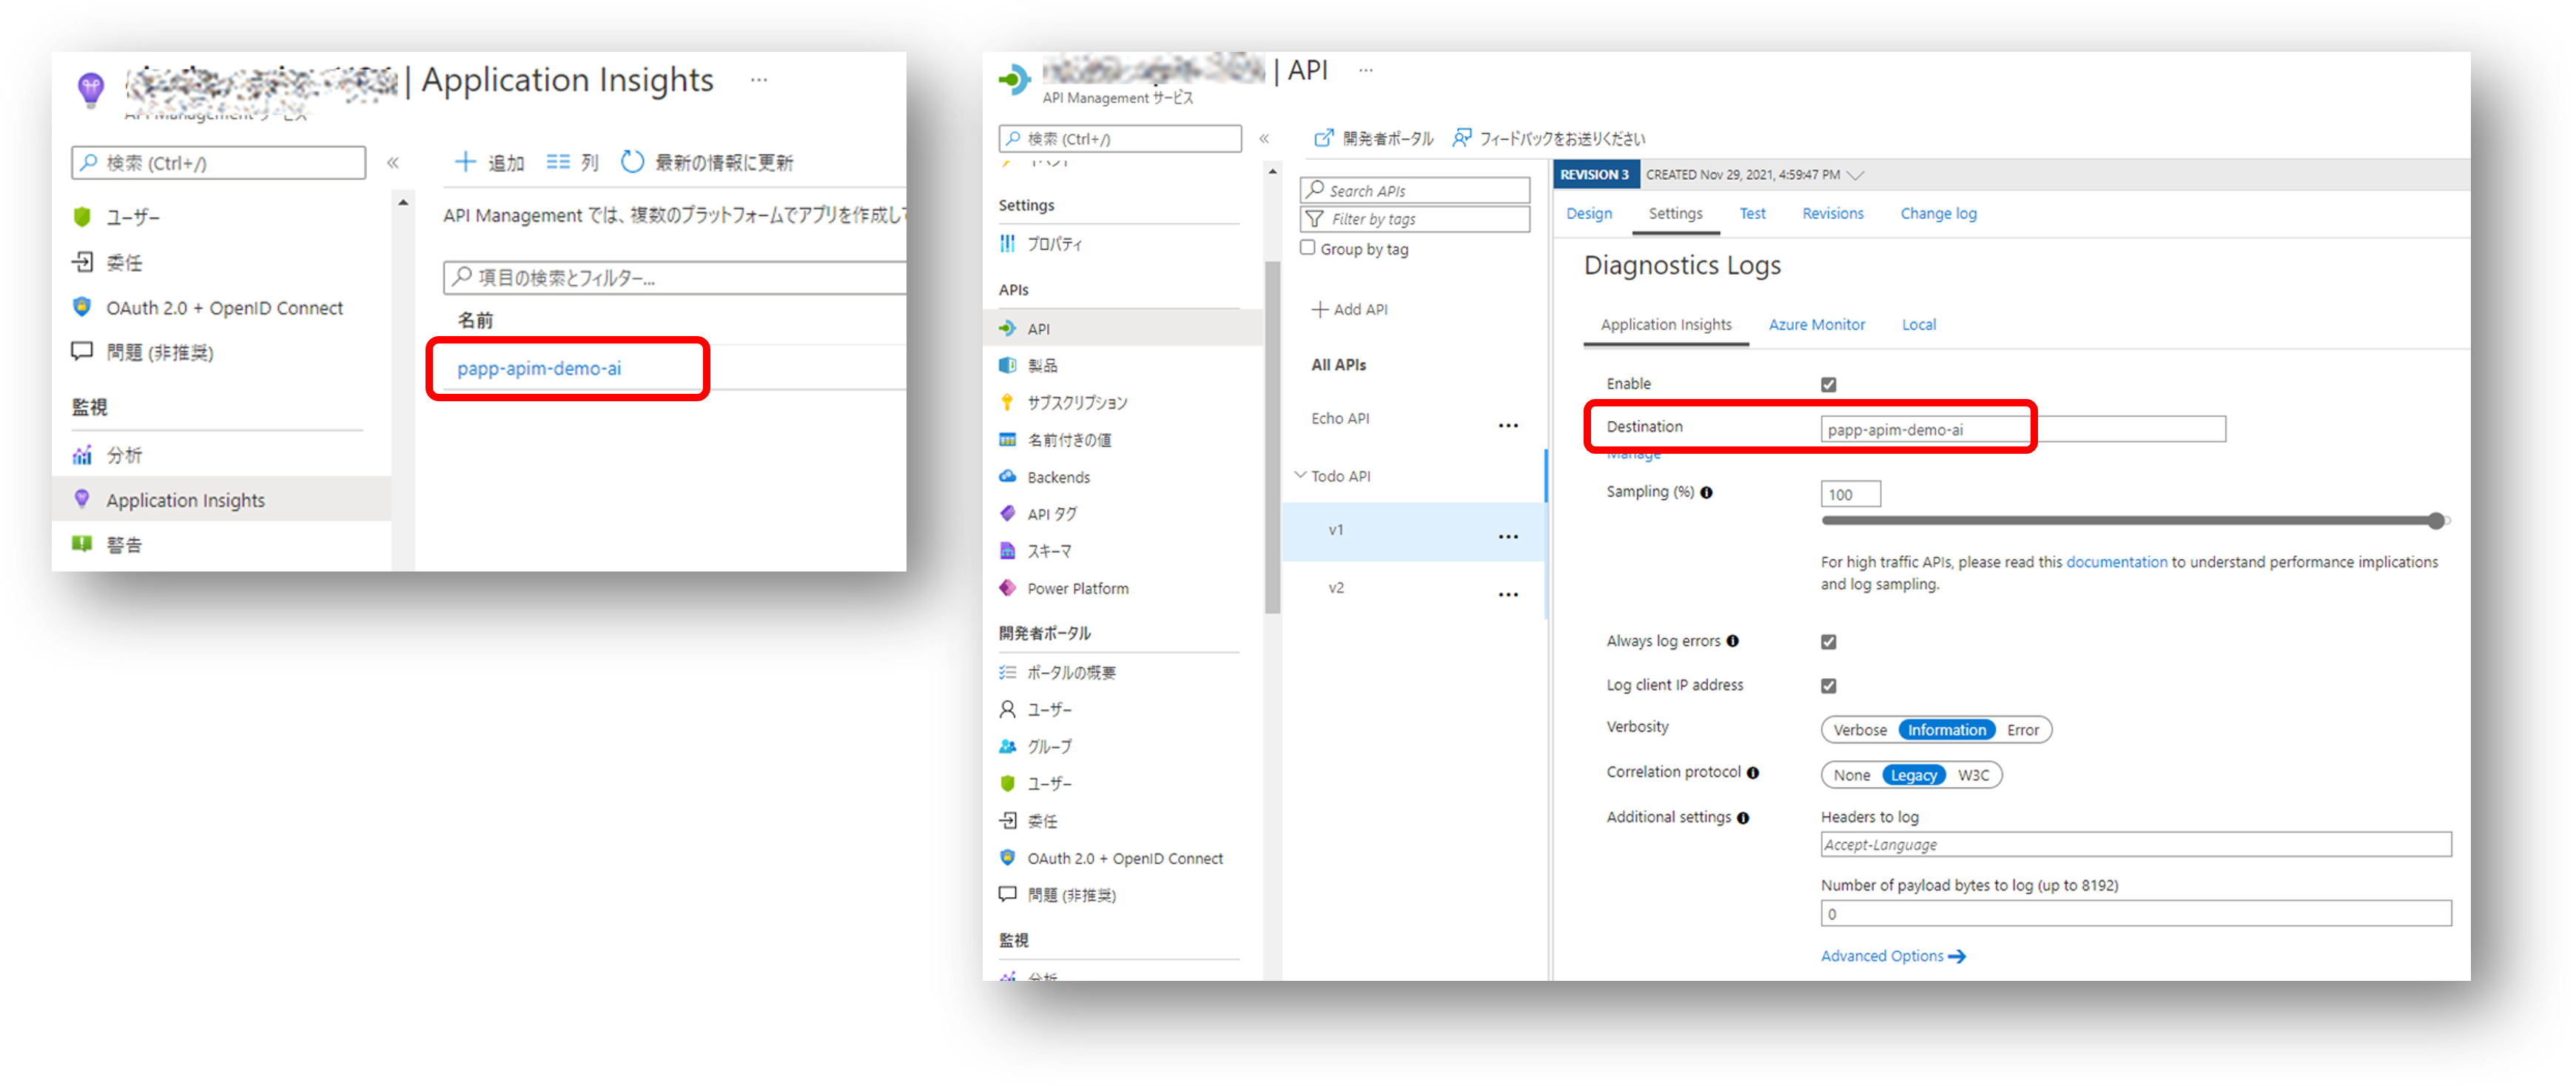 | Application Insights ...
API Management サービス
検索 (Ctrl+/)
«
ユーザー
委任
OAuth 2.0 + OpenID Connect
問題 (非推奨)
監視
分析
Application Insights
警告
追加 列 最新の情報に更新
API Management では、複数のプラットフォームでアプリを作成し
項目の検索とフィルター...
名前
papp-apim-demo-ai
| API ...
API Management サービス
検索 (Ctrl+/)
«
イベント
Settings
プロパティ
APIs
API
製品
サブスクリプション
名前付きの値
Backends
API タグ
スキーマ
Power Platform
開発者ポータル
ポータルの概要
ユーザー
グループ
ユーザー
委任
OAuth 2.0 + OpenID Connect
問題 (非推奨)
監視
分析
開発者ポータル フィードバックをお送りください
Search APIs
Filter by tags
Group by tag
+ Add API
All APIs
Echo API ...
Todo API
v1 ...
v2 ...
REVISION 3 CREATED Nov 29, 2021, 4:59:47 PM
Design Settings Test Revisions Change log
Diagnostics Logs
Application Insights Azure Monitor Local
Enable
Destination papp-apim-demo-ai
Manage
Sampling (%) 100
For high traffic APIs, please read this documentation to understand performance implications
and log sampling.
Always log errors
Log client IP address
Verbosity Verbose Information Error
Correlation protocol None Legacy W3C
Additional settings Headers to log
Accept-Language
Number of payload bytes to log (up to 8192)
0
Advanced Options →